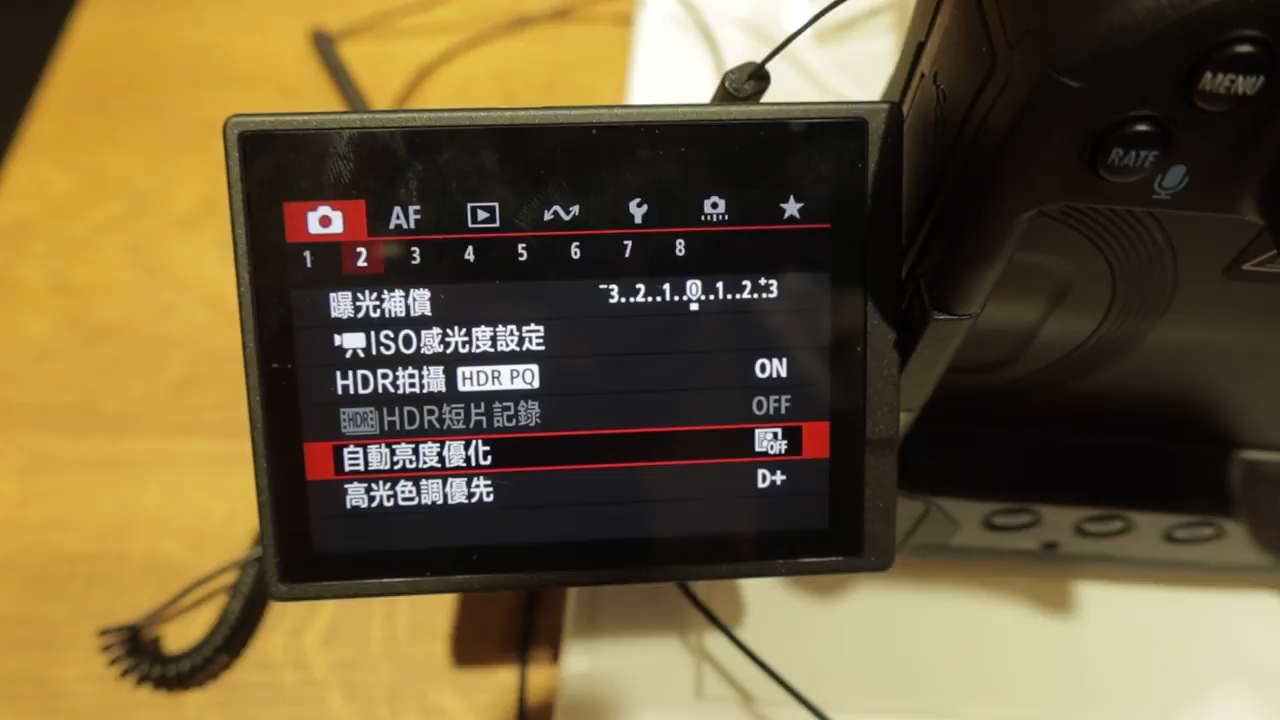 MENU
RATE
AF
1 2 3 4 5 6 7 8
曝光補償 -3..2..1..0..1..2..+3
ISO感光度設定
HDR拍攝 HDR PQ ON
HDR HDR短片記錄 OFF
自動亮度優化 OFF
高光色調優先 D+